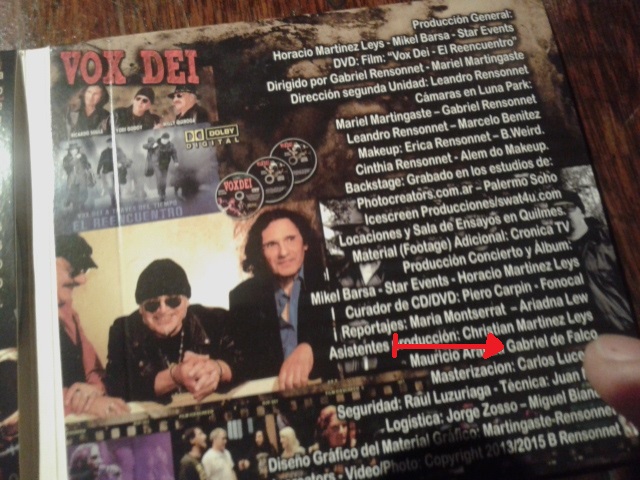 VOX DEI
DOLBY
DIGITAL
VOXDEI
VOX DEI A TRAVES DEL TIEMPO
EL REENCUENTRO
Producción General:
Horacio Martinez Leys - Mikel Barsa - Star Events
DVD: Film: "Vox Dei - El Reencuentro"
Dirigido por Gabriel Rensonnet - Mariel Martingaste
Dirección segunda Unidad: Leandro Rensonnet
Cámaras en Luna Park:
Mariel Martingaste – Gabriel Rensonnet
Leandro Rensonnet - Marcelo Benitez
Makeup: Erica Rensonnet – B.Weird.
Cinthia Rensonnet - Alem do Makeup.
Backstage: Grabado en los estudios de:
Photocreators.com.ar – Palermo Soho
Icescreen Producciones/swat4u.com
Locaciones y Sala de Ensayos en Quilmes.
Material (Footage) Adicional: Cronica TV
Producción Concierto y Album:
Mikel Barsa - Star Events - Horacio Martinez Leys
Curador de CD/DVD: Piero Carpin - Fonocal
Reportajes: Maria Montserrat – Ariadna Lew
Asistentes Producción: Christian Martinez Leys
Mauricio Gabriel de Falco
Masterizacion: Carlos
Seguridad: Raul Luzuriaga - Técnica: Juan
Logística: Jorge Zosso – Miguel
Diseño Gráfico del Material Gráfico: Martingaste-Rensonnet
- Video/Photo: Copyright 2013/2015 B Rensonnet